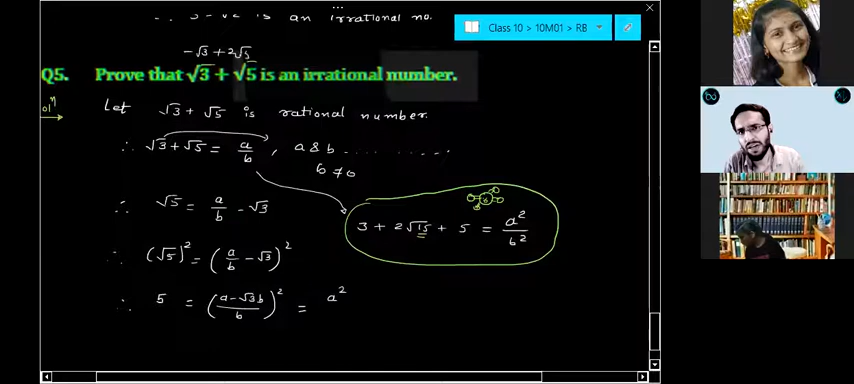 ∴ 3 - √2 is an irrational no.
Class 10 > 10M01 > RB
-√3 + 2√5
Q5. Prove that √3 + √5 is an irrational number.
Let √3 + √5 is rational number.
∴ √3 + √5 = a/b , a & b ..........
b ≠ 0
∴ √5 = a/b - √3
3 + 2√15 + 5 = a²/b²
∴ (√5)² = (a/b - √3)²
∴ 5 = ((a - √3b)/b)² = a²